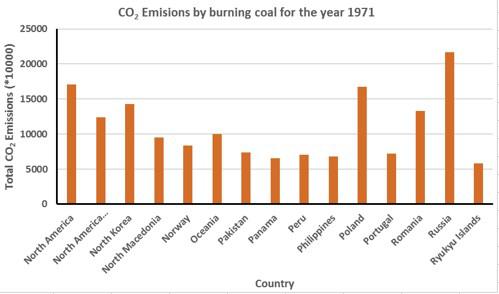 CO₂ Emisions by burning coal for the year 1971
Total CO₂ Emissions (*10000)
25000
20000
15000
10000
5000
0
North America
North America...
North Korea
North Macedonia
Norway
Oceania
Pakistan
Panama
Peru
Philippines
Poland
Portugal
Romania
Russia
Ryukyu Islands
Country